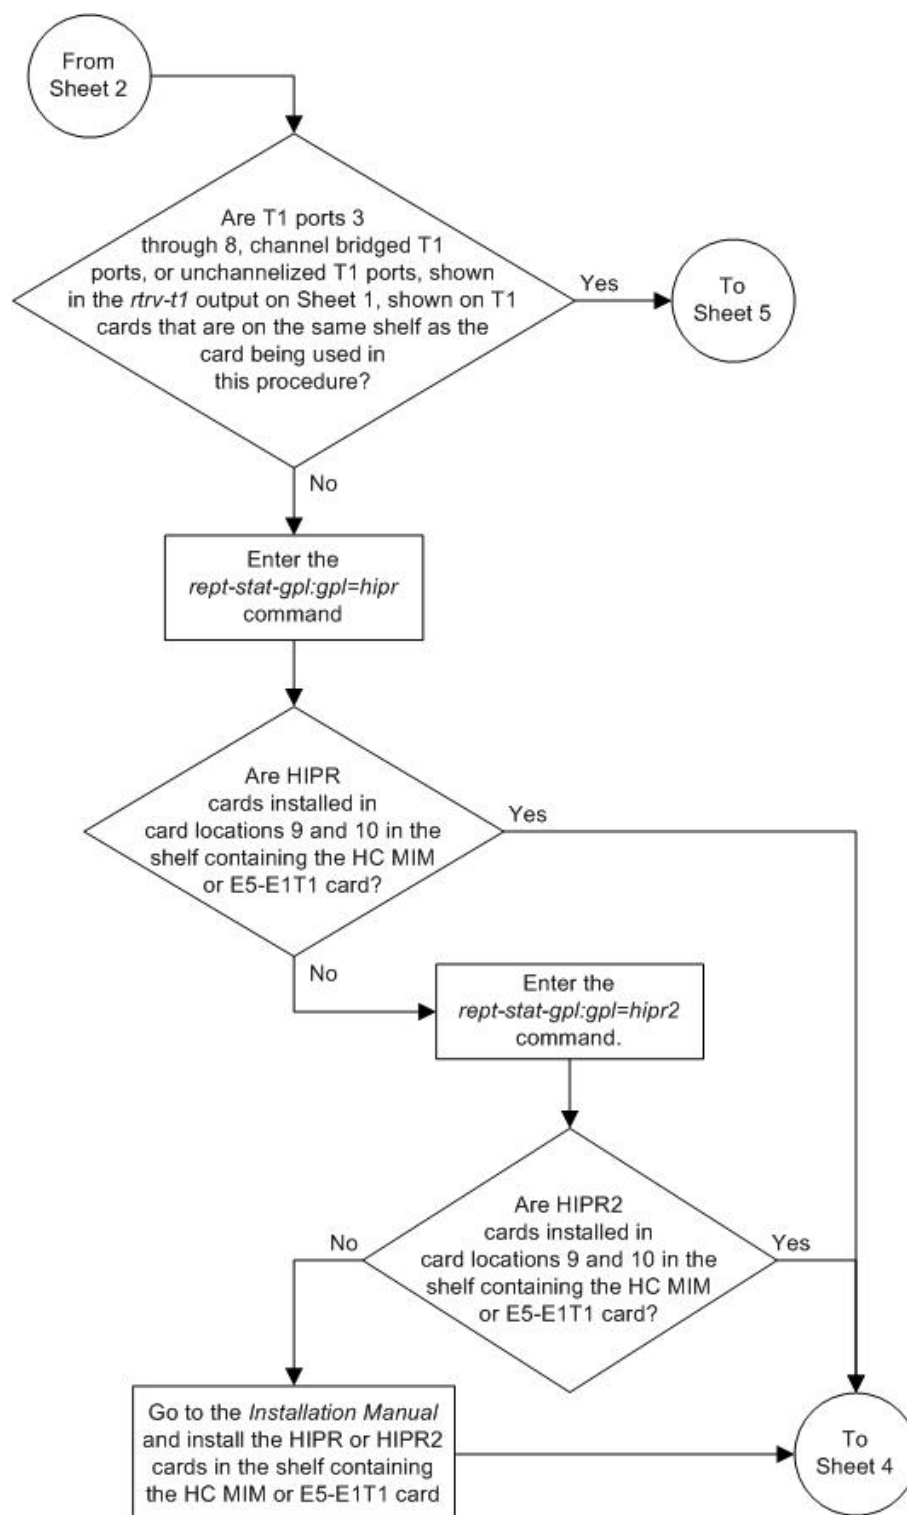 From
Sheet 2
Are T1 ports 3
through 8, channel bridged T1
ports, or unchannelized T1 ports, shown
in the rtrv-t1 output on Sheet 1, shown on T1
cards that are on the same shelf as the
card being used in
this procedure?
Yes
To
Sheet 5
No
Enter the
rept-stat-gpl:gpl=hipr
command
Are HIPR
cards installed in
card locations 9 and 10 in the
shelf containing the HC MIM
or E5-E1T1 card?
Yes
No
Enter the
rept-stat-gpl:gpl=hipr2
command.
Are HIPR2
cards installed in
card locations 9 and 10 in the
shelf containing the HC MIM
or E5-E1T1 card?
No
Yes
Go to the Installation Manual
and install the HIPR or HIPR2
cards in the shelf containing
the HC MIM or E5-E1T1 card
To
Sheet 4